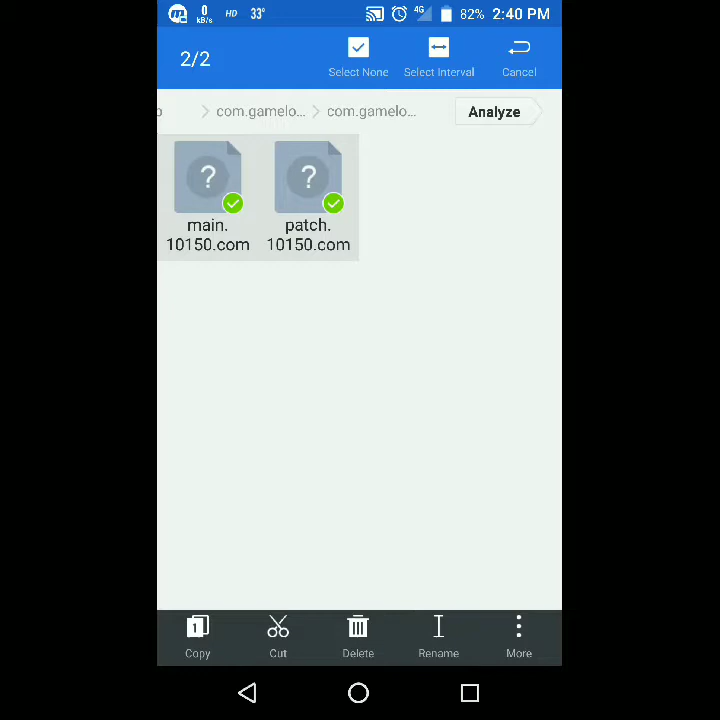 0 kB/s HD 33° 4G 82% 2:40 PM
2/2
Select None Select Interval Cancel
com.gamelo... com.gamelo... Analyze
main. patch.
10150.com 10150.com
1
Copy Cut Delete Rename More